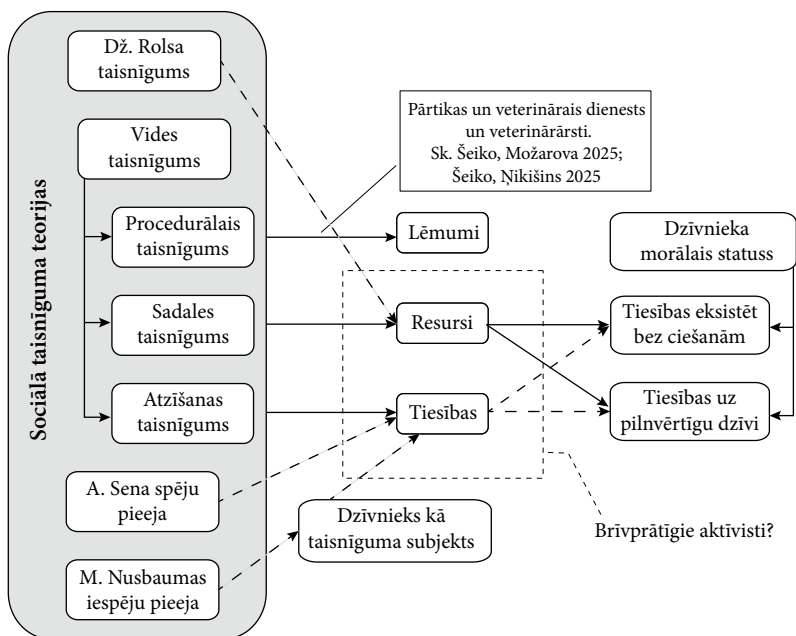 Sociālā taisnīguma teorijas
Dž. Rolsa
taisnīgums
Vides
taisnīgums
Procedurālais
taisnīgums
Sadales
taisnīgums
Atzīšanas
taisnīgums
A. Sena spēju
pieeja
M. Nusbaumas
iespēju pieeja
Pārtikas un veterinārais dienests
un veterinārārsti.
Sk. Šeiko, Možarova 2025;
Šeiko, Ņikišins 2025
Lēmumi
Resursi
Tiesības
Dzīvnieks kā
taisnīguma subjekts
Dzīvnieka
morālais statuss
Tiesības eksistēt
bez ciešanām
Tiesības uz
pilnvērtīgu dzīvi
Brīvprātīgie aktīvisti?